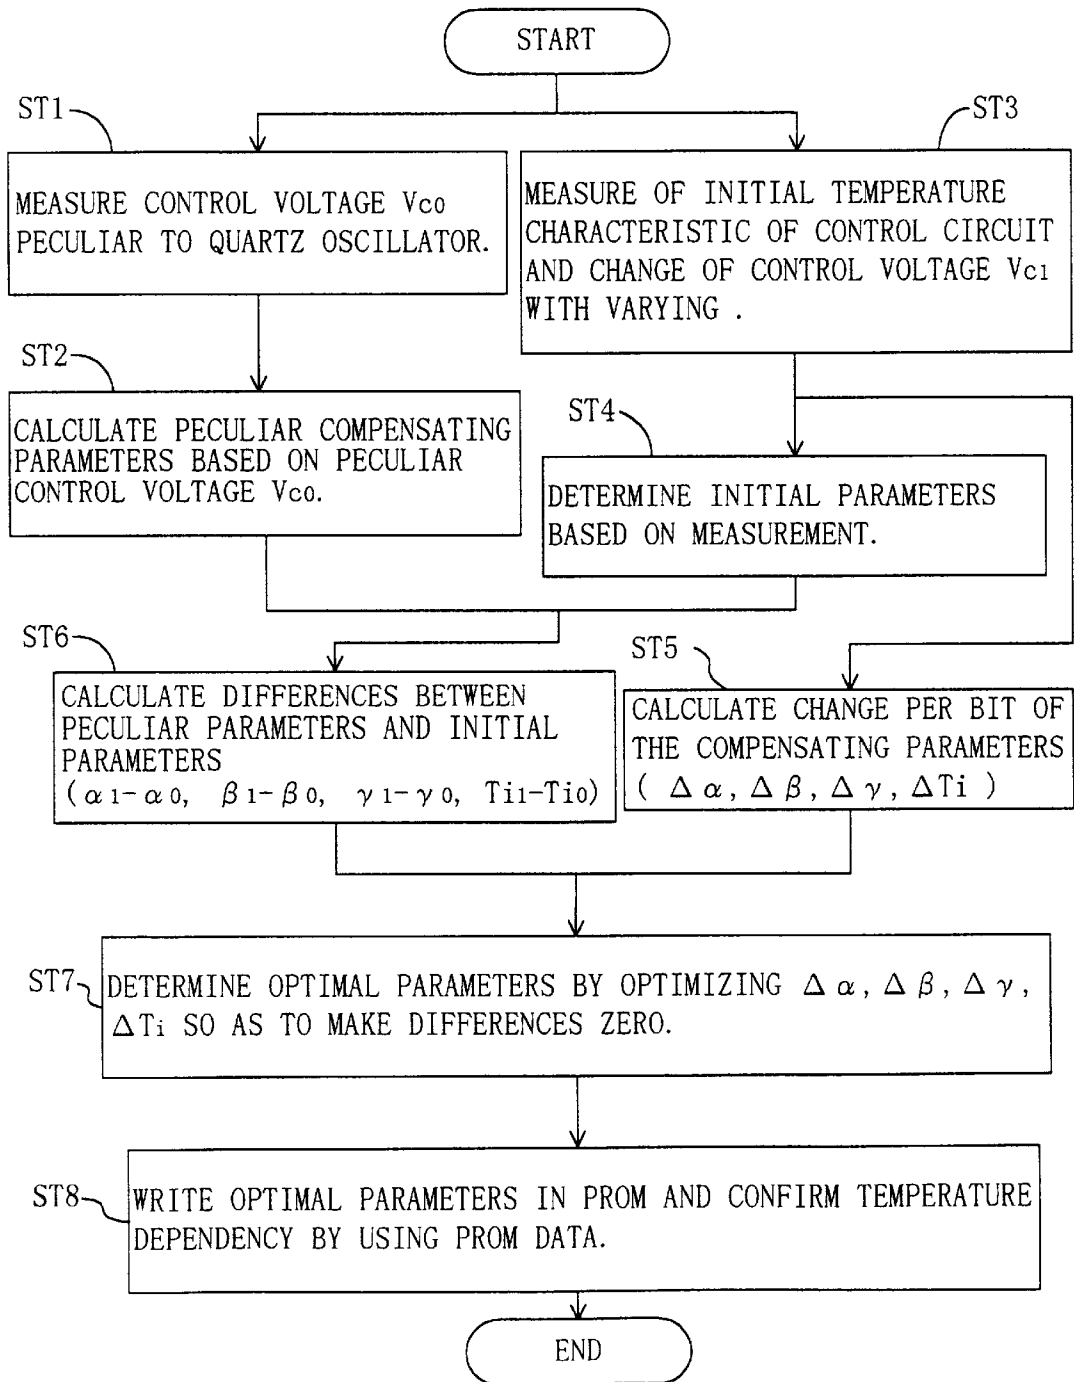 START
ST1
MEASURE CONTROL VOLTAGE Vc0
PECULIAR TO QUARTZ OSCILLATOR.
ST3
MEASURE OF INITIAL TEMPERATURE
CHARACTERISTIC OF CONTROL CIRCUIT
AND CHANGE OF CONTROL VOLTAGE Vc1
WITH VARYING .
ST2
CALCULATE PECULIAR COMPENSATING
PARAMETERS BASED ON PECULIAR
CONTROL VOLTAGE Vc0.
ST4
DETERMINE INITIAL PARAMETERS
BASED ON MEASUREMENT.
ST6
CALCULATE DIFFERENCES BETWEEN
PECULIAR PARAMETERS AND INITIAL
PARAMETERS
(α1-α0, β1-β0, γ1-γ0, Ti1-Ti0)
ST5
CALCULATE CHANGE PER BIT OF
THE COMPENSATING PARAMETERS
( Δα, Δβ, Δγ, ΔTi )
ST7
DETERMINE OPTIMAL PARAMETERS BY OPTIMIZING Δα, Δβ, Δγ,
ΔTi SO AS TO MAKE DIFFERENCES ZERO.
ST8
WRITE OPTIMAL PARAMETERS IN PROM AND CONFIRM TEMPERATURE
DEPENDENCY BY USING PROM DATA.
END